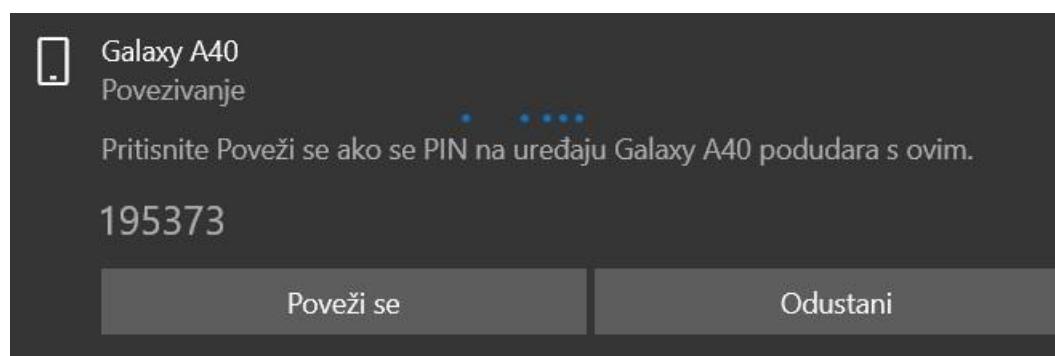 Galaxy A40
Povezivanje
Pritisnite Poveži se ako se PIN na uređaju Galaxy A40 podudara s ovim.
195373
Poveži se
Odustani